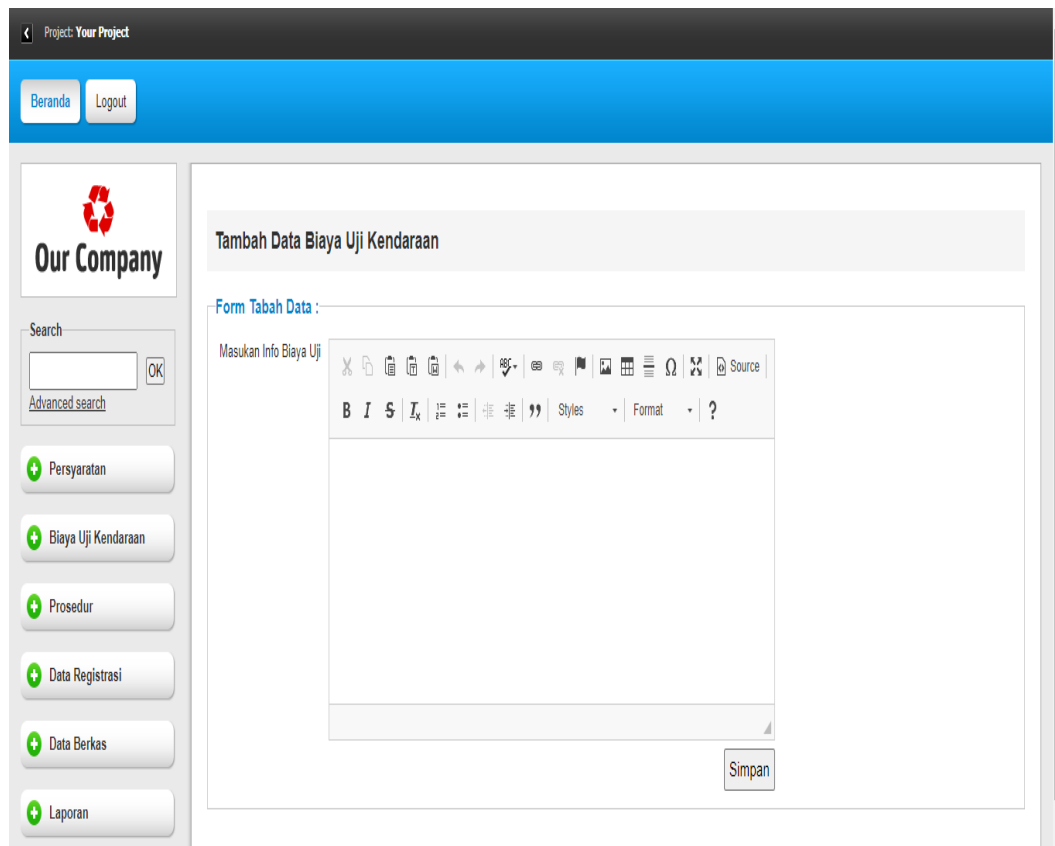 Project: Your Project
Beranda Logout
Our Company
Search
OK
Advanced search
Persyaratan
Biaya Uji Kendaraan
Prosedur
Data Registrasi
Data Berkas
Laporan
Tambah Data Biaya Uji Kendaraan
Form Tabah Data :
Masukan Info Biaya Uji
ABC Ω Source
B I S Ix Styles Format ?
Simpan